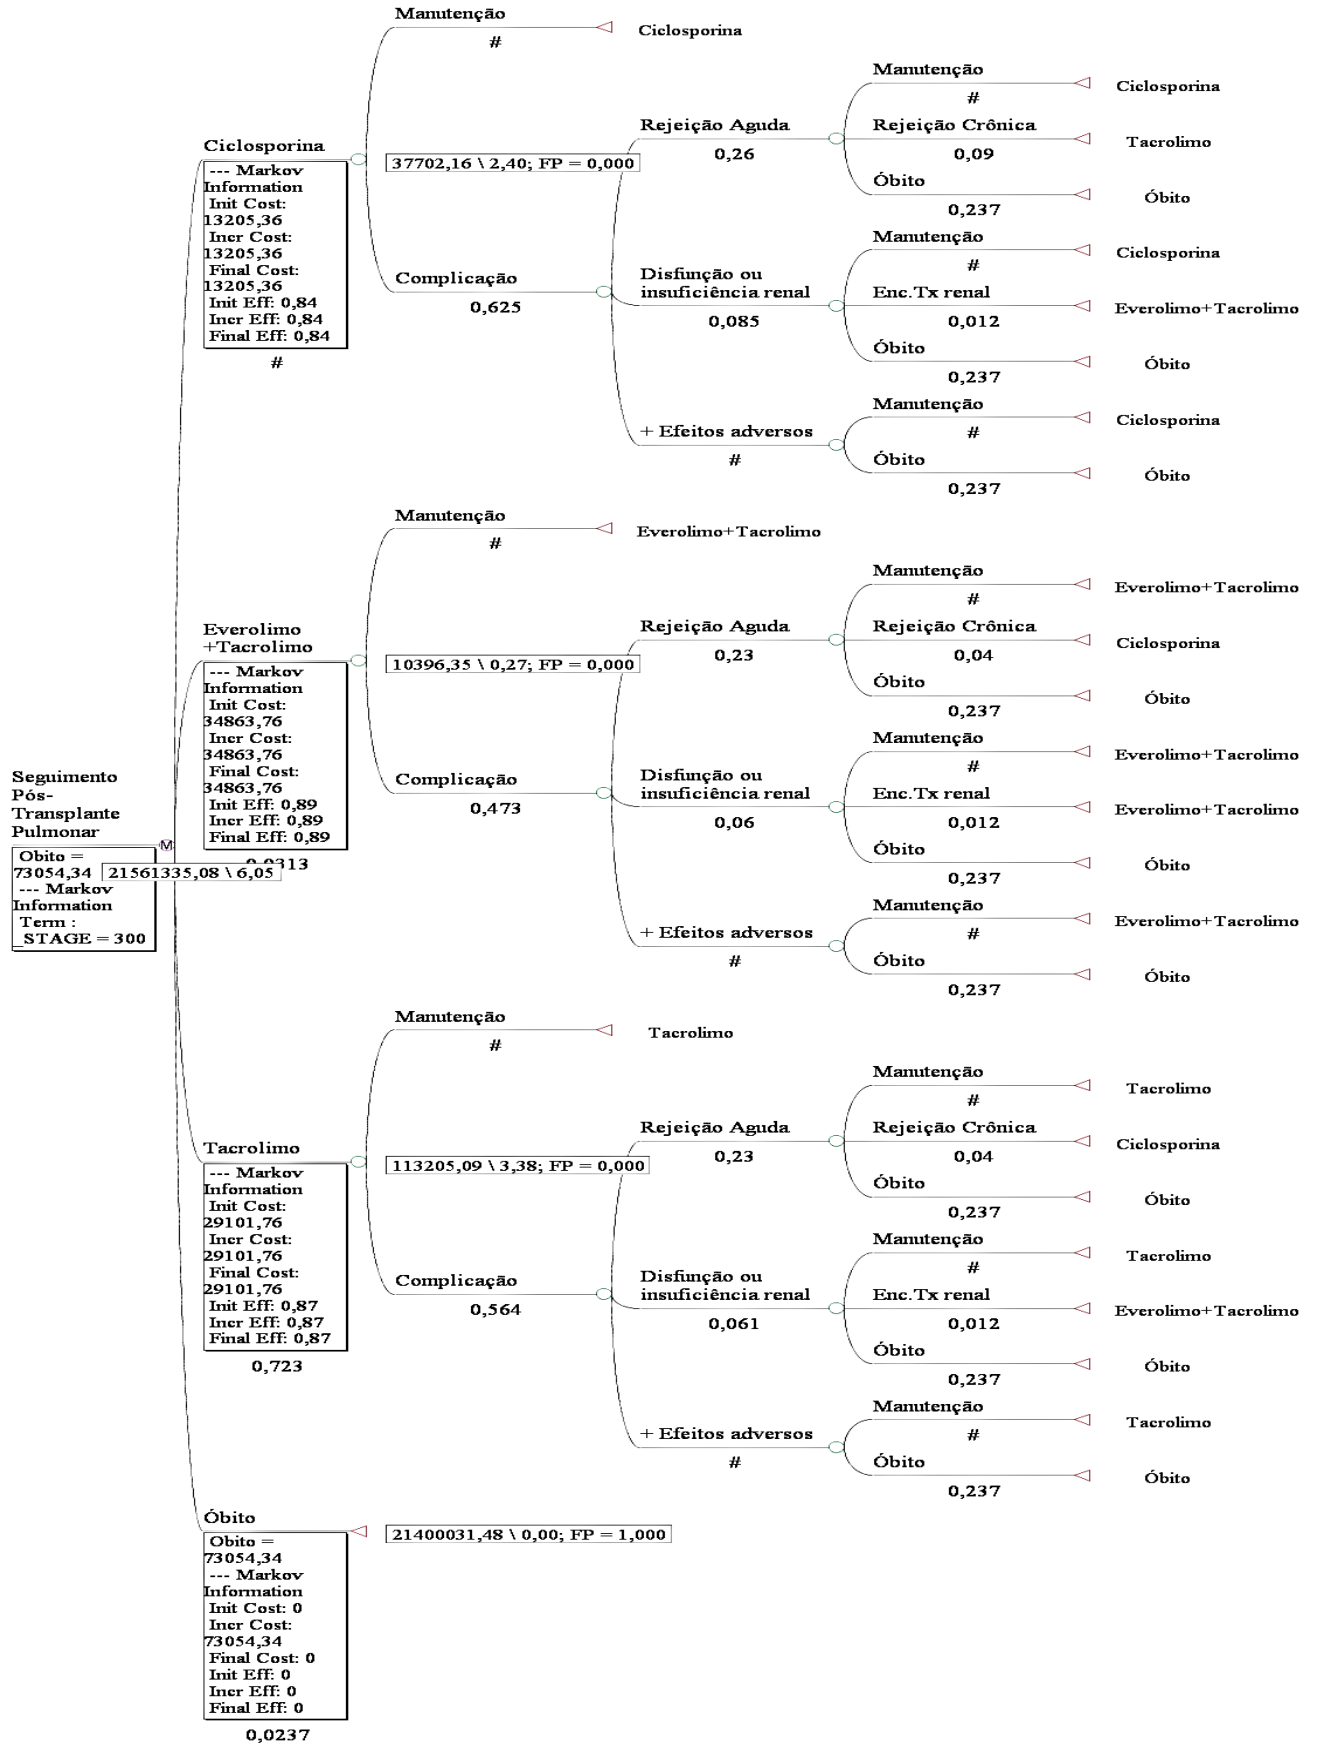 Manutenção
#
Ciclosporina
Ciclosporina
--- Markov
Information
Init Cost:
13205,36
Incr Cost:
13205,36
Final Cost:
13205,36
Init Eff: 0,84
Incr Eff: 0,84
Final Eff: 0,84
#
37702,16 \ 2,40; FP = 0,000
Complicação
0,625
Rejeição Aguda
0,26
Manutenção
#
Ciclosporina
Rejeição Crônica
0,09
Tacrolimo
Óbito
0,237
Óbito
Disfunção ou
insuficiência renal
0,085
Manutenção
#
Ciclosporina
Enc.Tx renal
0,012
Everolimo+Tacrolimo
Óbito
0,237
Óbito
+ Efeitos adversos
#
Manutenção
#
Ciclosporina
Óbito
0,237
Óbito
Manutenção
#
Everolimo+Tacrolimo
Everolimo
+Tacrolimo
--- Markov
Information
Init Cost:
34863,76
Incr Cost:
34863,76
Final Cost:
34863,76
Init Eff: 0,89
Incr Eff: 0,89
Final Eff: 0,89
0,0313
10396,35 \ 0,27; FP = 0,000
Complicação
0,473
Rejeição Aguda
0,23
Manutenção
#
Everolimo+Tacrolimo
Rejeição Crônica
0,04
Ciclosporina
Óbito
0,237
Óbito
Disfunção ou
insuficiência renal
0,06
Manutenção
#
Everolimo+Tacrolimo
Enc.Tx renal
0,012
Everolimo+Tacrolimo
Óbito
0,237
Óbito
+ Efeitos adversos
#
Manutenção
#
Everolimo+Tacrolimo
Óbito
0,237
Óbito
Seguimento
Pós-
Transplante
Pulmonar
M
Obito =
73054,34
--- Markov
Information
Term :
_STAGE = 300
21561335,08 \ 6,05
Manutenção
#
Tacrolimo
Tacrolimo
--- Markov
Information
Init Cost:
29101,76
Incr Cost:
29101,76
Final Cost:
29101,76
Init Eff: 0,87
Incr Eff: 0,87
Final Eff: 0,87
0,723
113205,09 \ 3,38; FP = 0,000
Complicação
0,564
Rejeição Aguda
0,23
Manutenção
#
Tacrolimo
Rejeição Crônica
0,04
Ciclosporina
Óbito
0,237
Óbito
Disfunção ou
insuficiência renal
0,061
Manutenção
#
Tacrolimo
Enc.Tx renal
0,012
Everolimo+Tacrolimo
Óbito
0,237
Óbito
+ Efeitos adversos
#
Manutenção
#
Tacrolimo
Óbito
0,237
Óbito
Óbito
Obito =
73054,34
--- Markov
Information
Init Cost: 0
Incr Cost:
73054,34
Final Cost: 0
Init Eff: 0
Incr Eff: 0
Final Eff: 0
0,0237
21400031,48 \ 0,00; FP = 1,000